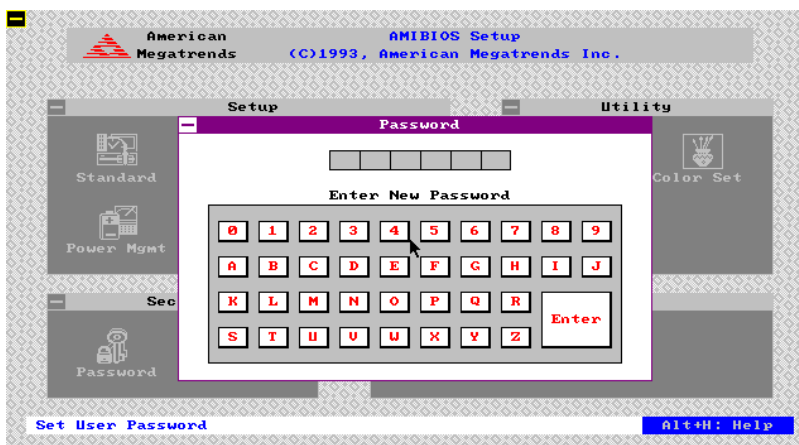 American
Megatrends
AMIBIOS Setup
(C)1993, American Megatrends Inc.
Setup
Utility
Password
Standard
Color Set
Enter New Password
0 1 2 3 4 5 6 7 8 9
Power Mgmt
A B C D E F G H I J
Sec
K L M N O P Q R
Enter
S T U V W X Y Z
Password
Set User Password
Alt+H: Help